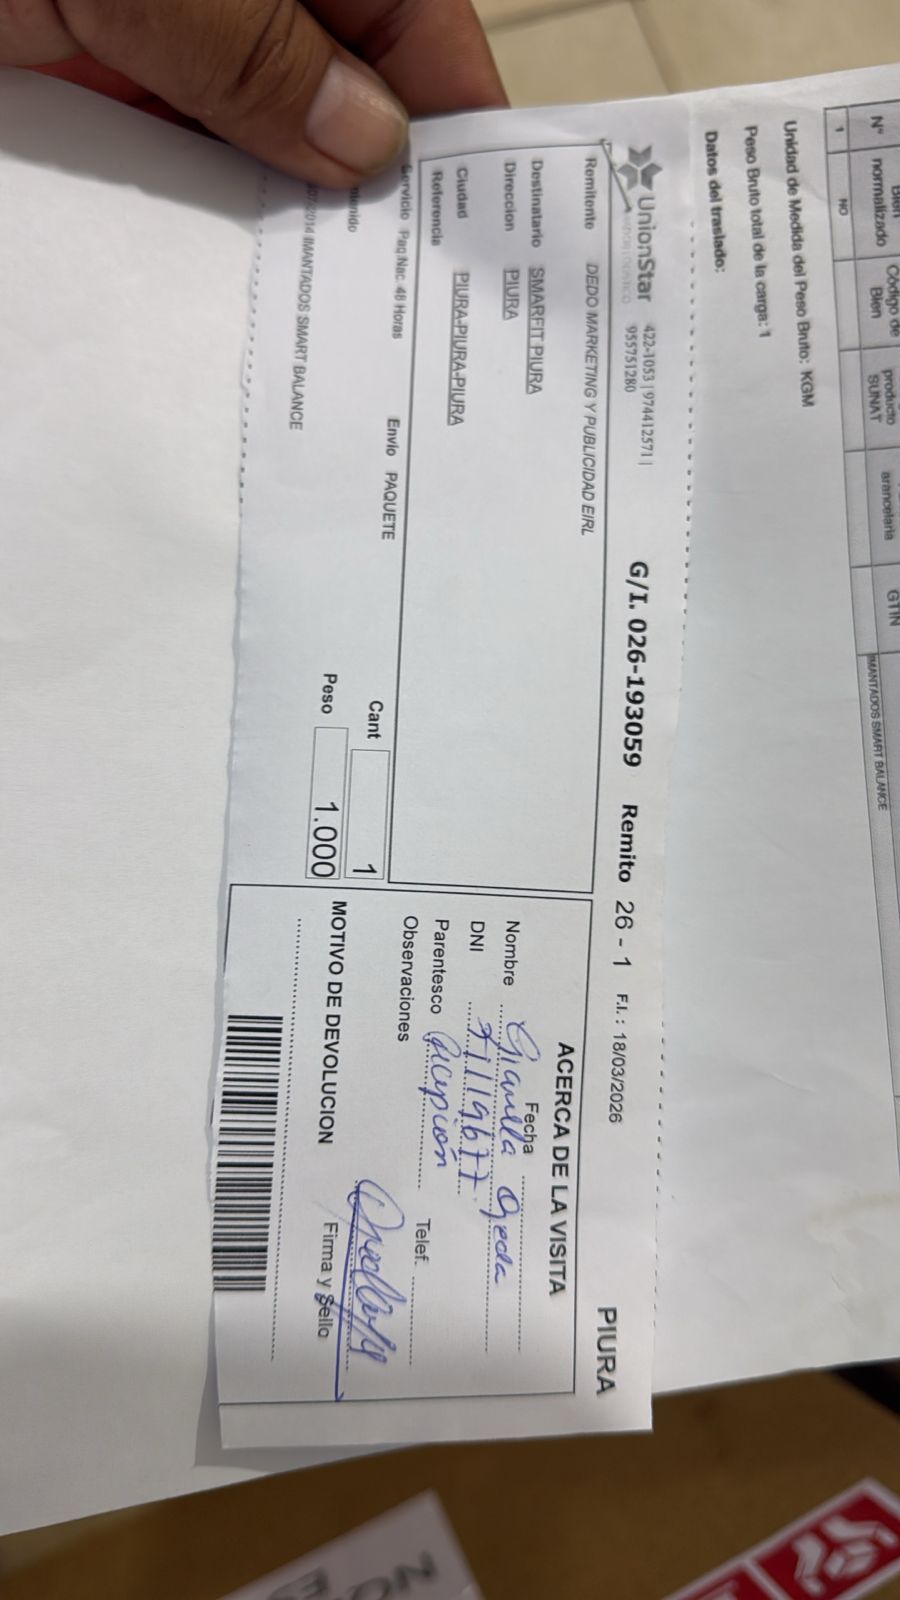 Bien
N° normalizado Código de Bien producto SUNAT arancelaria GTIN
1 NO IMANTADOS SMART BALANCE
Unidad de Medida del Peso Bruto: KGM
Peso Bruto total de la carga: 1
Datos del traslado:
UnionStar 422-1053 | 974412571 |
955751280
G/I. 026-193059 Remito 26 - 1 F.I. : 18/03/2026 PIURA
Remitente DEDO MARKETING Y PUBLICIDAD EIRL
Destinatario SMARFIT PIURA
Direccion PIURA
Ciudad PIURA-PIURA-PIURA
Referencia
Servicio Paq.Nac. 48 Horas Envio PAQUETE Cant 1
Peso 1.000
IMANTADOS SMART BALANCE
ACERCA DE LA VISITA
Fecha
Nombre Gianella Ojeda
DNI
Parentesco Recepción
Observaciones Telef.
MOTIVO DE DEVOLUCION Firma y Sello